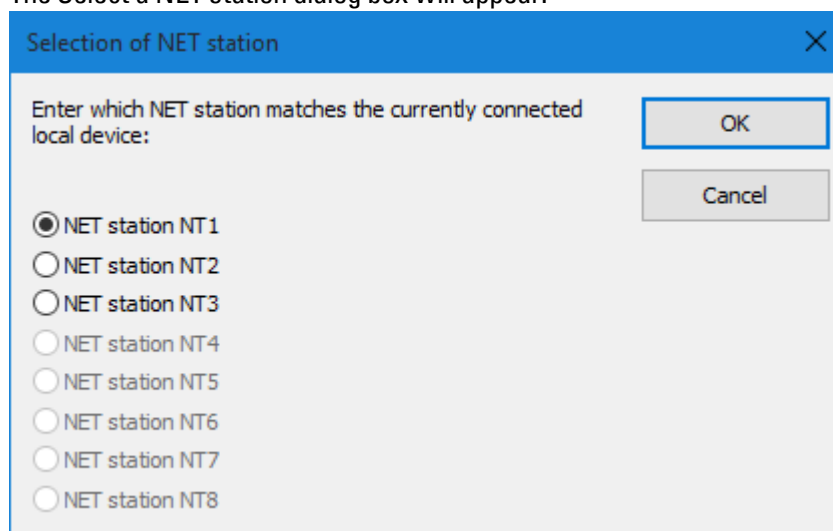 The Select a NET station dialog box will appear:
Selection of NET station
Enter which NET station matches the currently connected
local device:
OK
Cancel
NET station NT1
NET station NT2
NET station NT3
NET station NT4
NET station NT5
NET station NT6
NET station NT7
NET station NT8